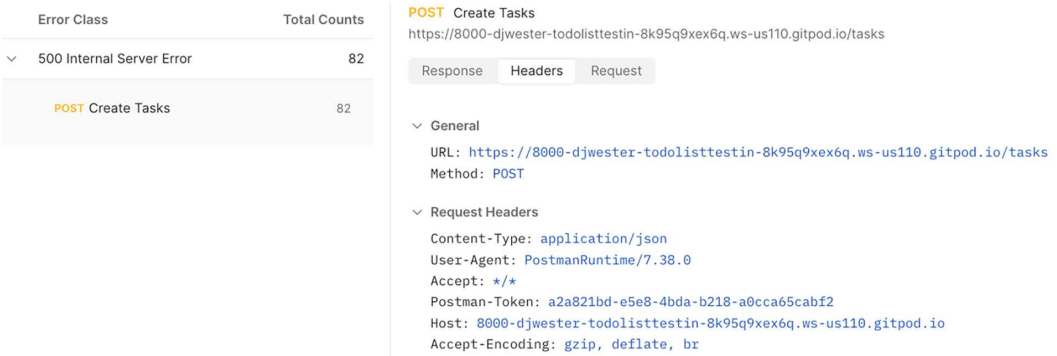 Error Class Total Counts
500 Internal Server Error 82
POST Create Tasks 82
POST Create Tasks
https://8000-djwester-todolisttestin-8k95q9xex6q.ws-us110.gitpod.io/tasks
Response Headers Request
General
URL: https://8000-djwester-todolisttestin-8k95q9xex6q.ws-us110.gitpod.io/tasks
Method: POST
Request Headers
Content-Type: application/json
User-Agent: PostmanRuntime/7.38.0
Accept: */*
Postman-Token: a2a821bd-e5e8-4bda-b218-a0cca65cabf2
Host: 8000-djwester-todolisttestin-8k95q9xex6q.ws-us110.gitpod.io
Accept-Encoding: gzip, deflate, br